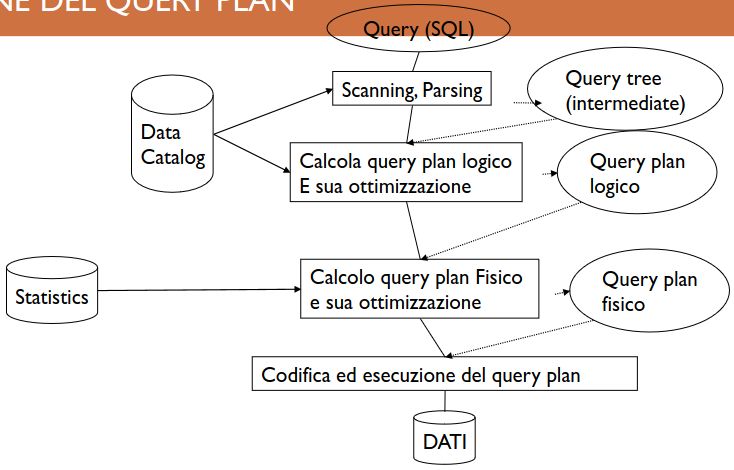 NE DEL QUERY PLAN
Query (SQL)
Scanning, Parsing
Query tree
(intermediate)
Data
Catalog
Calcola query plan logico
E sua ottimizzazione
Query plan
logico
Statistics
Calcolo query plan Fisico
e sua ottimizzazione
Query plan
fisico
Codifica ed esecuzione del query plan
DATI